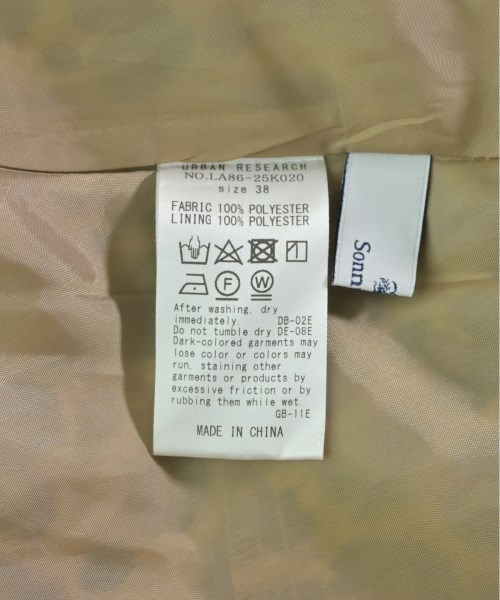 URBAN RESEARCH
NO.LA86-25K020
size 38
FABRIC 100% POLYESTER
LINING 100% POLYESTER
F W
After washing, dry
immediately. DB-02E
Do not tumble dry. DE-08E
Dark-colored garments may
lose color or colors may
run, staining other
garments or products by
excessive friction or by
rubbing them while wet.
GB-11E
MADE IN CHINA
Sonn